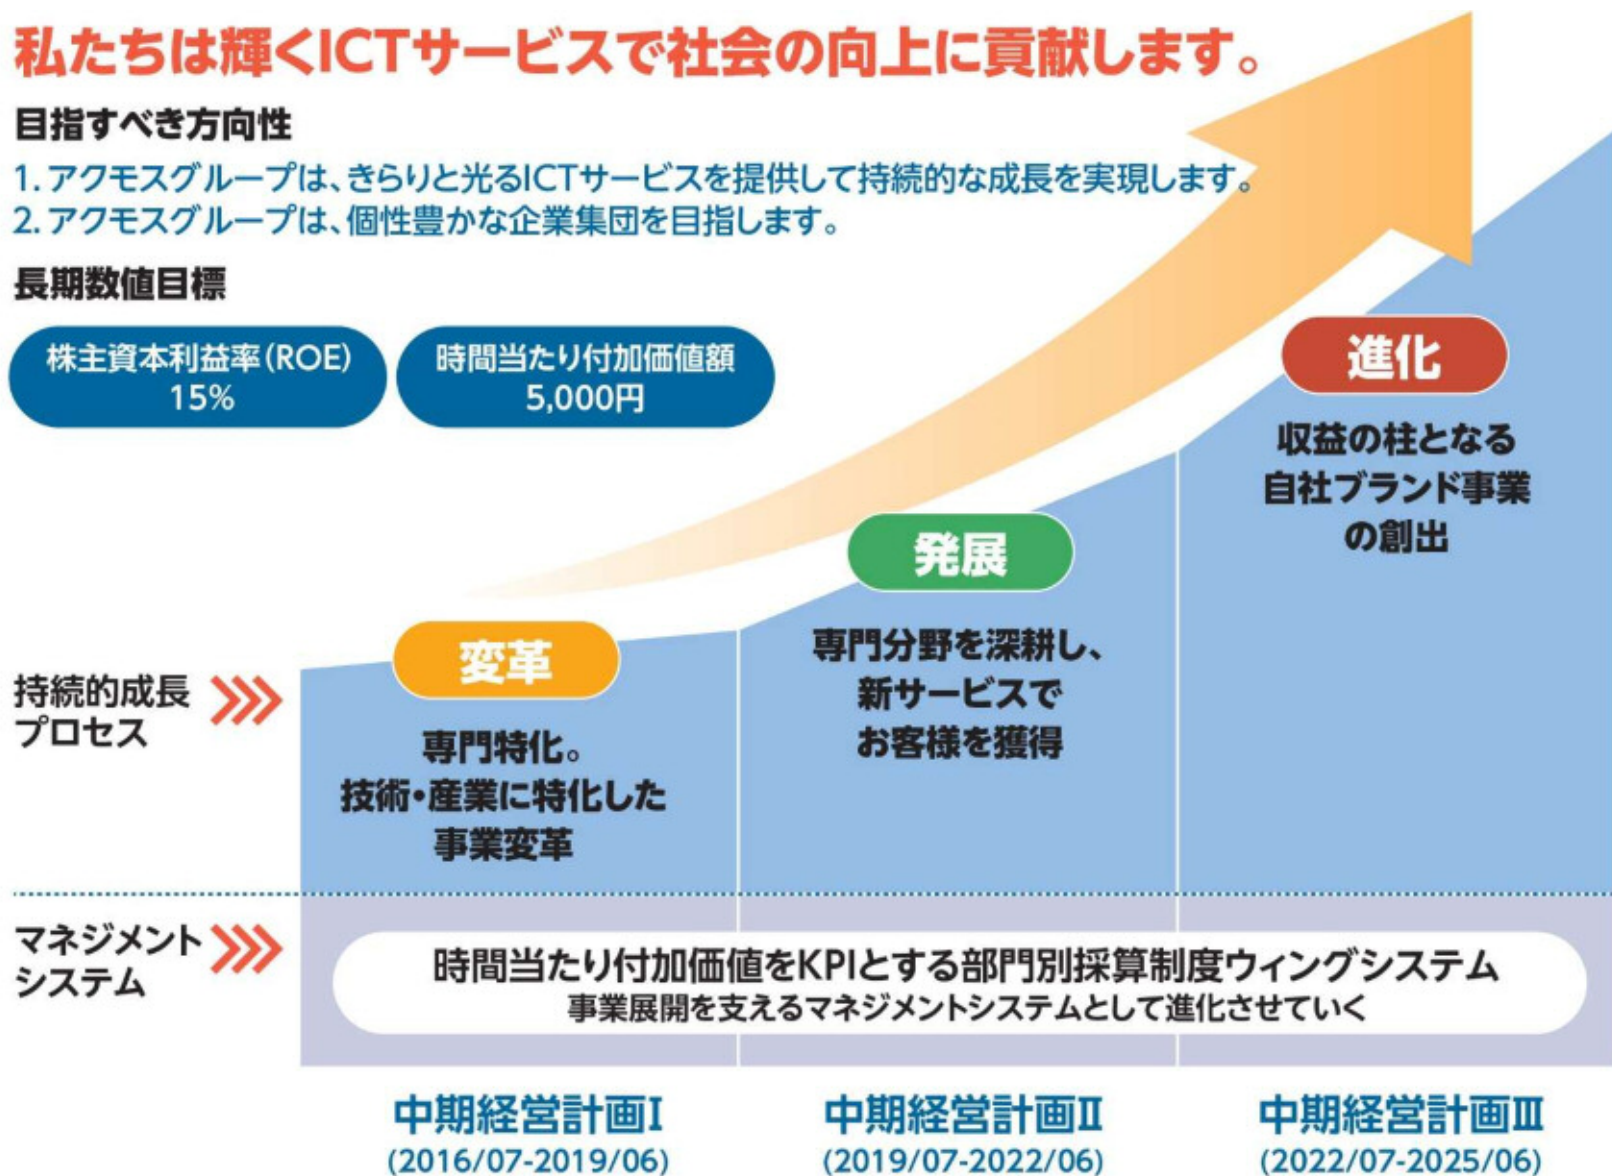 私たちは輝くICTサービスで社会の向上に貢献します。
目指すべき方向性
1. アクモスグループは、きらりと光るICTサービスを提供して持続的な成長を実現します。
2. アクモスグループは、個性豊かな企業集団を目指します。
長期数値目標
株主資本利益率(ROE)
15%
時間当たり付加価値額
5,000円
進化
収益の柱となる
自社ブランド事業
の創出
発展
専門分野を深耕し、
新サービスで
お客様を獲得
変革
専門特化。
技術・産業に特化した
事業変革
持続的成長
プロセス
マネジメント
システム
時間当たり付加価値をKPIとする部門別採算制度ウィングシステム
事業展開を支えるマネジメントシステムとして進化させていく
中期経営計画Ⅰ
(2016/07-2019/06)
中期経営計画Ⅱ
(2019/07-2022/06)
中期経営計画Ⅲ
(2022/07-2025/06)